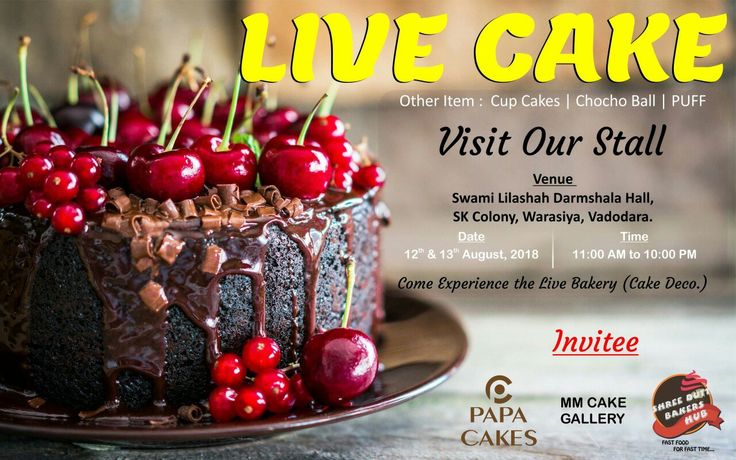 LIVE CAKE
Other Item : Cup Cakes | Chocho Ball | PUFF
Visit Our Stall
Venue
Swami Lilashah Darmshala Hall,
SK Colony, Warasiya, Vadodara.
Date
12th & 13th August, 2018
Time
11:00 AM to 10:00 PM
Come Experience the Live Bakery (Cake Deco.)
Invitee
PAPA
CAKES
MM CAKE
GALLERY
SHREE DUTT
BAKERS
HUB
FAST FOOD
FOR FAST TIME...